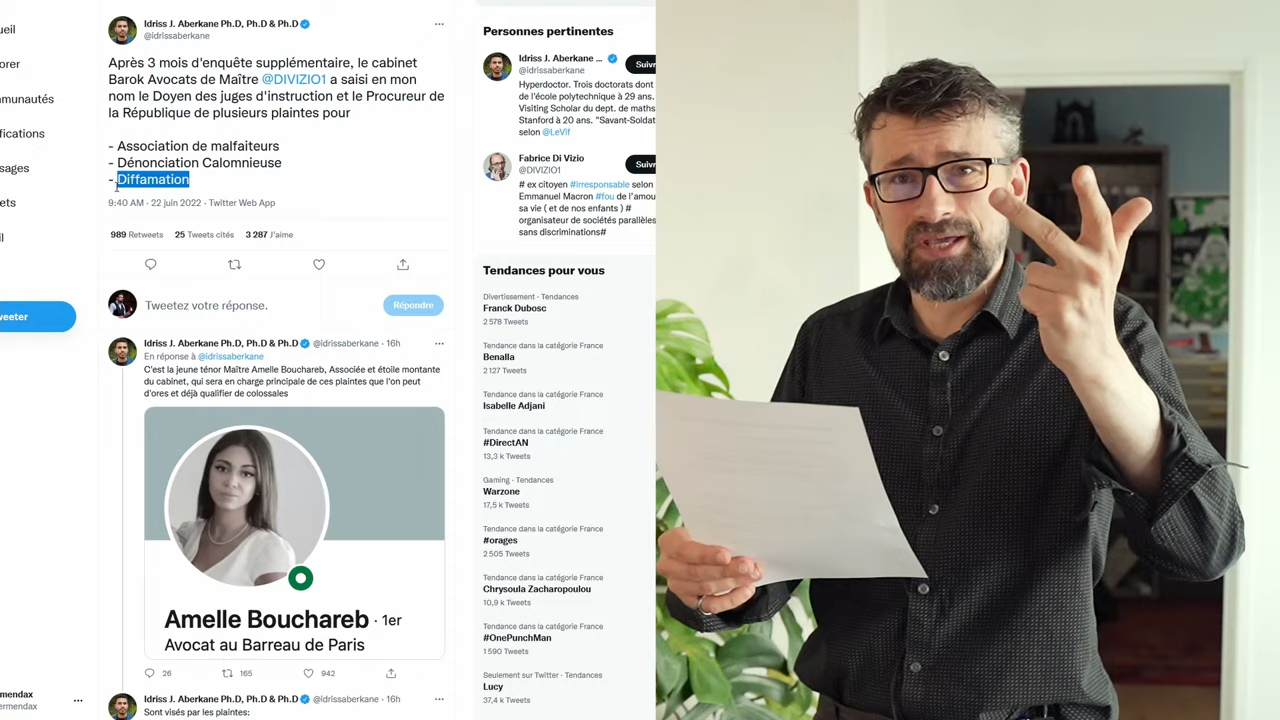 ueil
orer
munautés
fications
sages
ets
il
weeter
mendax
ermendax
Idriss J. Aberkane Ph.D, Ph.D & Ph.D
@idrissaberkane
Après 3 mois d'enquête supplémentaire, le cabinet
Barok Avocats de Maître @DIVIZIO1 a saisi en mon
nom le Doyen des juges d'instruction et le Procureur de
la République de plusieurs plaintes pour
- Association de malfaiteurs
- Dénonciation Calomnieuse
- Diffamation
9:40 AM · 22 juin 2022 · Twitter Web App
989 Retweets 25 Tweets cités 3 287 J'aime
Tweetez votre réponse.
Répondre
Idriss J. Aberkane Ph.D, Ph.D & Ph.D @idrissaberkane · 16h
En réponse à @idrissaberkane
C'est la jeune ténor Maître Amelle Bouchareb, Associée et étoile montante
du cabinet, qui sera en charge principale de ces plaintes que l'on peut
d'ores et déjà qualifier de colossales
Amelle Bouchareb · 1er
Avocat au Barreau de Paris
26 165 942
Idriss J. Aberkane Ph.D, Ph.D & Ph.D @idrissaberkane · 16h
Sont visés par les plaintes:
Personnes pertinentes
Idriss J. Aberkane ...
@idrissaberkane
Suivr
Hyperdoctor. Trois doctorats dont
de l'école polytechnique à 29 ans.
Visiting Scholar du dept. de maths
Stanford à 20 ans. "Savant-Soldat
selon @LeVif
Fabrice Di Vizio
@DIVIZIO1
Suivr
# ex citoyen #irresponsable selon
Emmanuel Macron #fou de l'amou
sa vie ( et de nos enfants ) #
organisateur de sociétés parallèles
sans discriminations#
Tendances pour vous
Divertissement · Tendances
Franck Dubosc
2 578 Tweets
Tendance dans la catégorie France
Benalla
2 127 Tweets
Tendance dans la catégorie France
Isabelle Adjani
Tendance dans la catégorie France
#DirectAN
13,3 k Tweets
Gaming · Tendances
Warzone
17,5 k Tweets
Tendance dans la catégorie France
#orages
2 505 Tweets
Tendance dans la catégorie France
Chrysoula Zacharopoulou
10,9 k Tweets
Tendance dans la catégorie France
#OnePunchMan
1 590 Tweets
Seulement sur Twitter · Tendances
Lucy
37,4 k Tweets